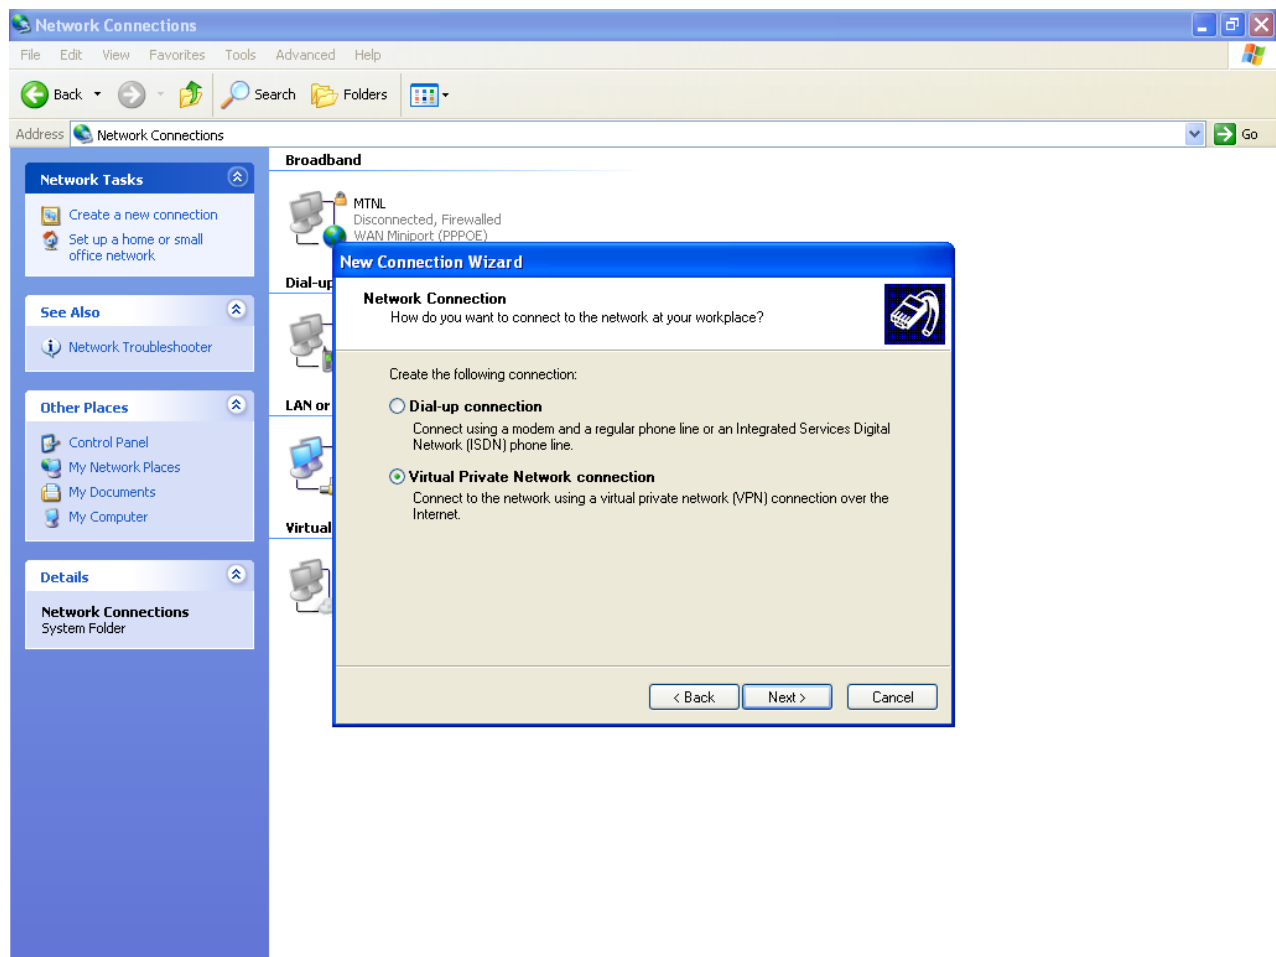 Network Connections
File Edit View Favorites Tools Advanced Help
Back Search Folders
Address Network Connections Go
Network Tasks
Create a new connection
Set up a home or small
office network
See Also
Network Troubleshooter
Other Places
Control Panel
My Network Places
My Documents
My Computer
Details
Network Connections
System Folder
Broadband
MTNL
Disconnected, Firewalled
WAN Miniport (PPPOE)
Dial-up
LAN or
Virtual
New Connection Wizard
Network Connection
How do you want to connect to the network at your workplace?
Create the following connection:
Dial-up connection
Connect using a modem and a regular phone line or an Integrated Services Digital
Network (ISDN) phone line.
Virtual Private Network connection
Connect to the network using a virtual private network (VPN) connection over the
Internet.
< Back Next > Cancel